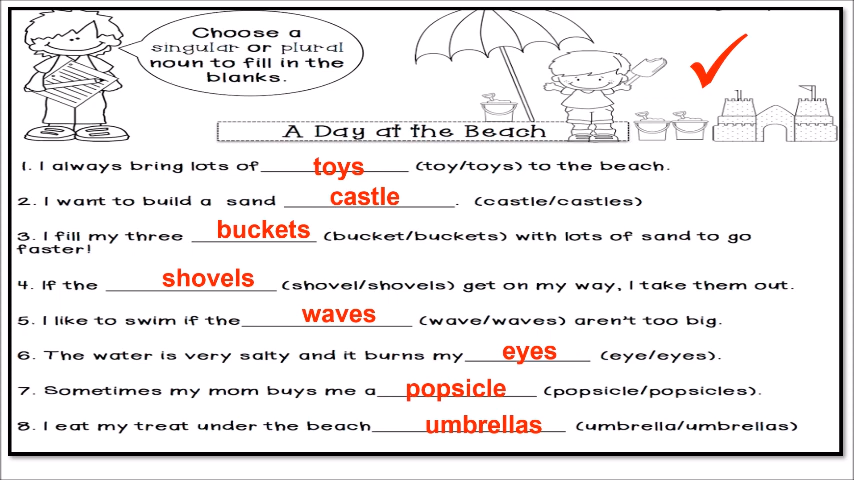 Choose a
singular or plural
noun to fill in the
blanks.
A Day at the Beach
1. I always bring lots of toys (toy/toys) to the beach.
2. I want to build a sand castle. (castle/castles)
3. I fill my three buckets (bucket/buckets) with lots of sand to go
faster!
4. If the shovels (shovel/shovels) get on my way, I take them out.
5. I like to swim if the waves (wave/waves) aren't too big.
6. The water is very salty and it burns my eyes (eye/eyes).
7. Sometimes my mom buys me a popsicle (popsicle/popsicles).
8. I eat my treat under the beach umbrellas (umbrella/umbrellas)